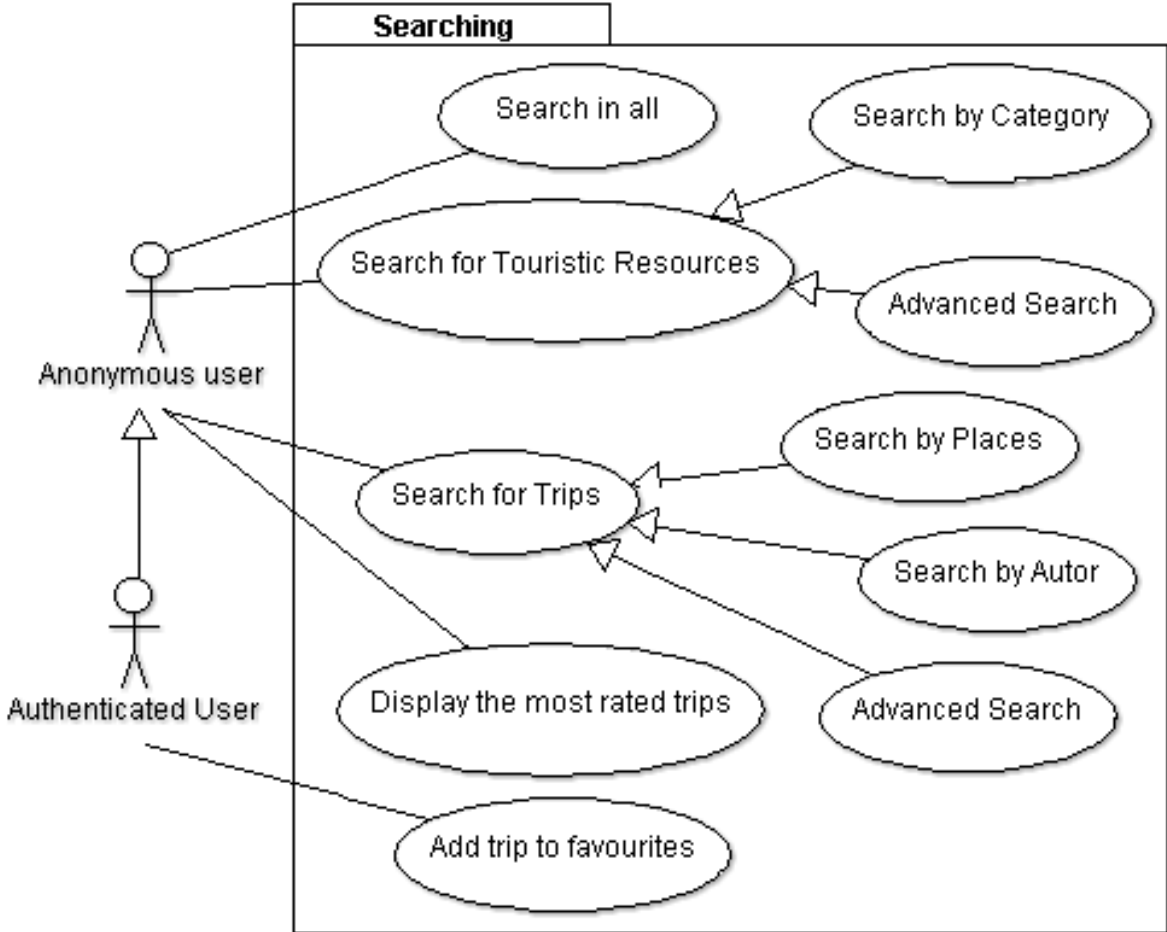 Searching
Search in all
Search by Category
Search for Touristic Resources
Advanced Search
Anonymous user
Search by Places
Search for Trips
Search by Autor
Authenticated User
Display the most rated trips
Advanced Search
Add trip to favourites